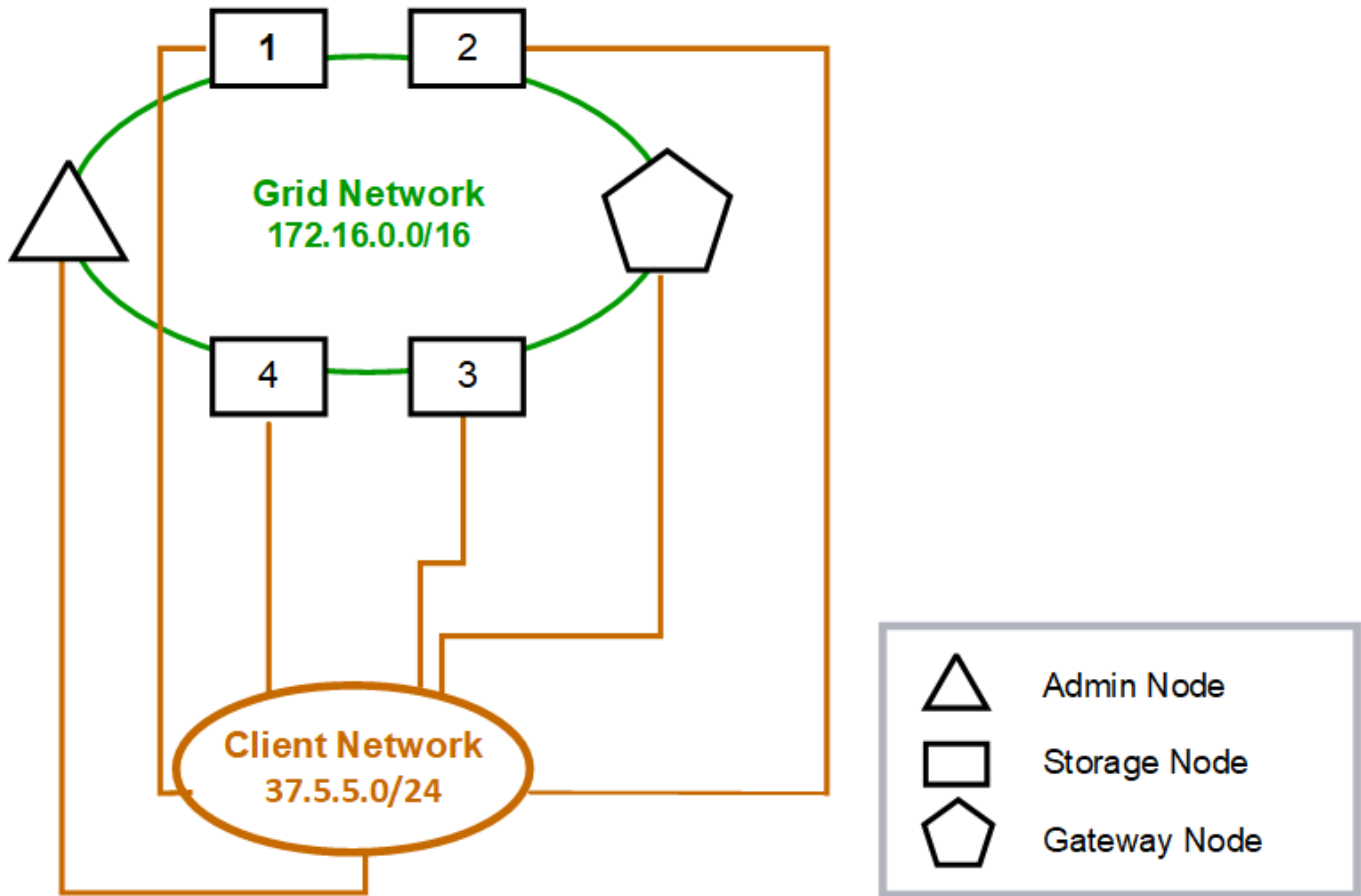 1
2
Grid Network
172.16.0.0/16
4
3
Client Network
37.5.5.0/24
Admin Node
Storage Node
Gateway Node